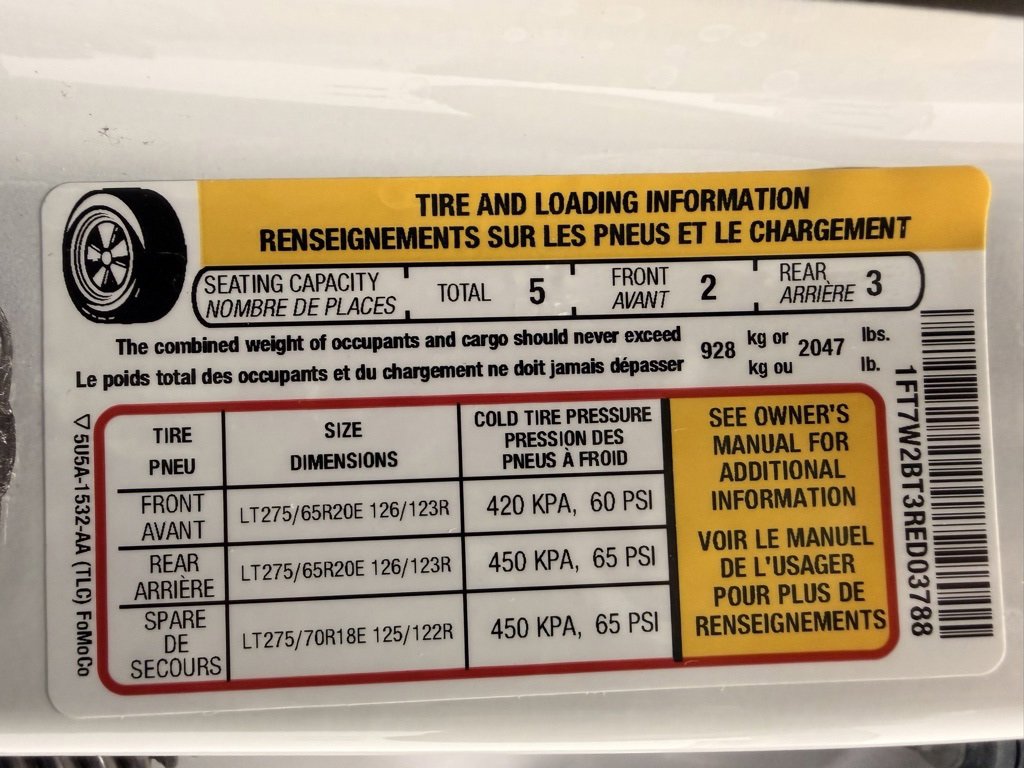 TIRE AND LOADING INFORMATION
RENSEIGNEMENTS SUR LES PNEUS ET LE CHARGEMENT
SEATING CAPACITY
NOMBRE DE PLACES
TOTAL 5
FRONT
AVANT
2
REAR
ARRIÈRE
3
The combined weight of occupants and cargo should never exceed
Le poids total des occupants et du chargement ne doit jamais dépasser
928
kg or
kg ou
2047
lbs.
lb.
TIRE
PNEU
SIZE
DIMENSIONS
COLD TIRE PRESSURE
PRESSION DES
PNEUS À FROID
FRONT
AVANT
LT275/65R20E 126/123R
420 KPA, 60 PSI
REAR
ARRIÈRE
LT275/65R20E 126/123R
450 KPA, 65 PSI
SPARE
DE
SECOURS
LT275/70R18E 125/122R
450 KPA, 65 PSI
SEE OWNER'S
MANUAL FOR
ADDITIONAL
INFORMATION
VOIR LE MANUEL
DE L'USAGER
POUR PLUS DE
RENSEIGNEMENTS
1FT7W2BT3RED03788
5U5A-1532-AA (TLC) FoMoCo